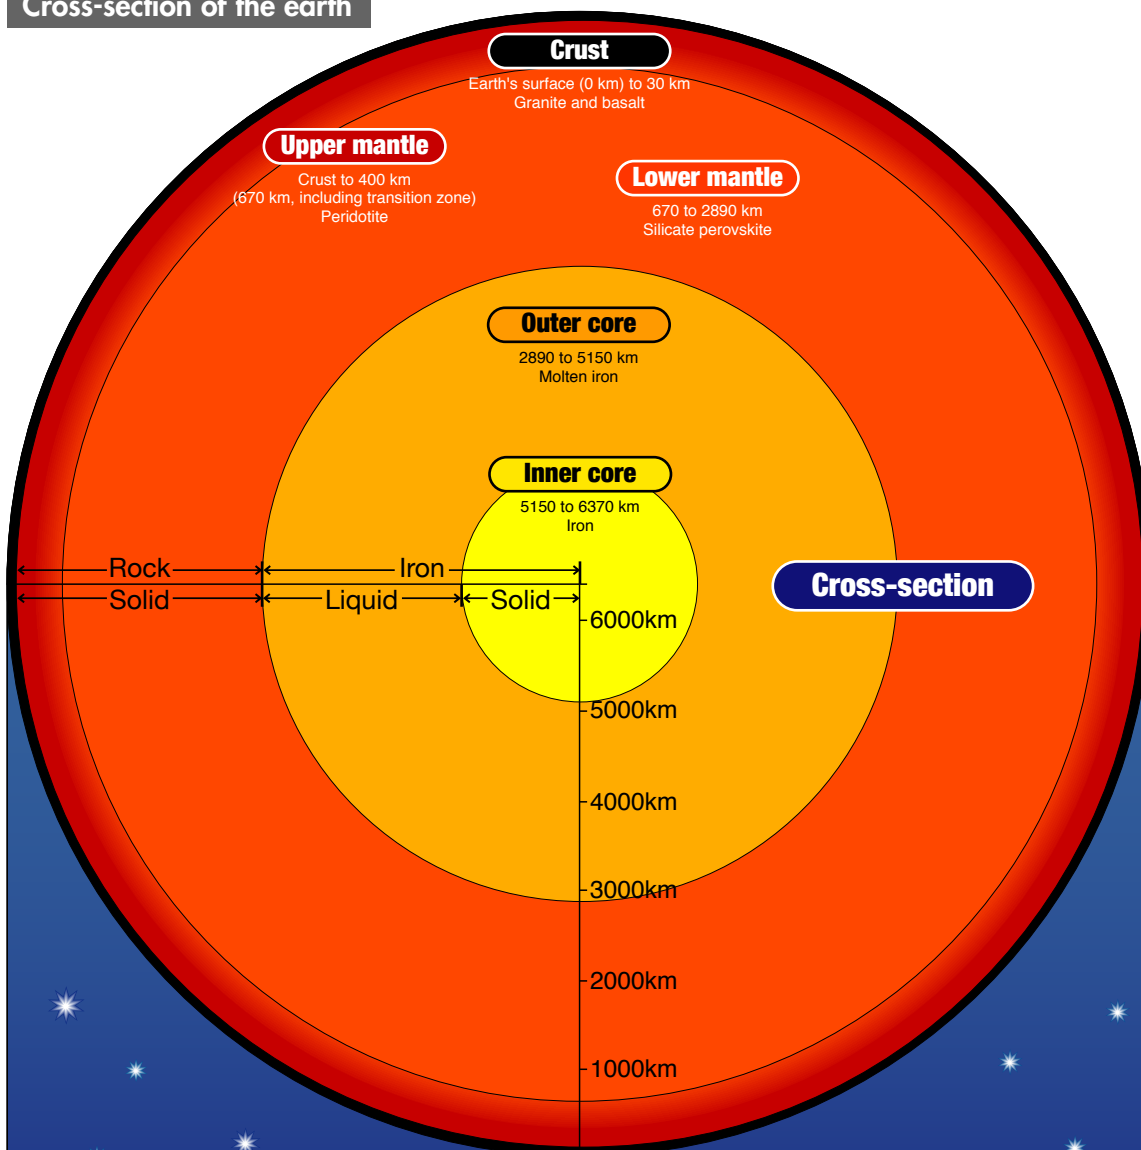 Cross-section of the earth
Crust
Earth's surface (0 km) to 30 km
Granite and basalt
Upper mantle
Crust to 400 km
(670 km, including transition zone)
Peridotite
Lower mantle
670 to 2890 km
Silicate perovskite
Outer core
2890 to 5150 km
Molten iron
Inner core
5150 to 6370 km
Iron
Rock
Iron
Solid
Liquid
Solid
Cross-section
6000km
5000km
4000km
3000km
2000km
1000km